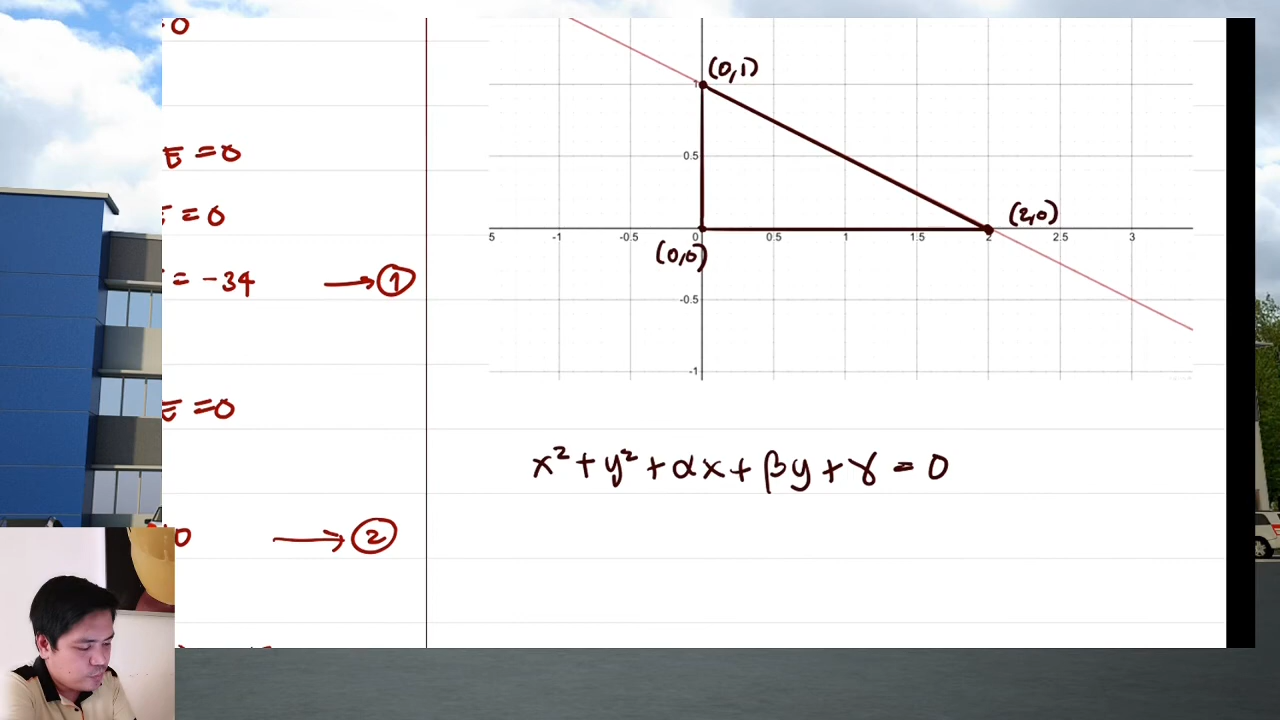 =0
E=0
=0
= -34 → ①
E=0
0 → ②
(0,1)
1
0.5
(2,0)
5 -1 -0.5 0 0.5 1 1.5 2 2.5 3
(0,0)
-0.5
-1
x² + y² + αx + βy + γ = 0